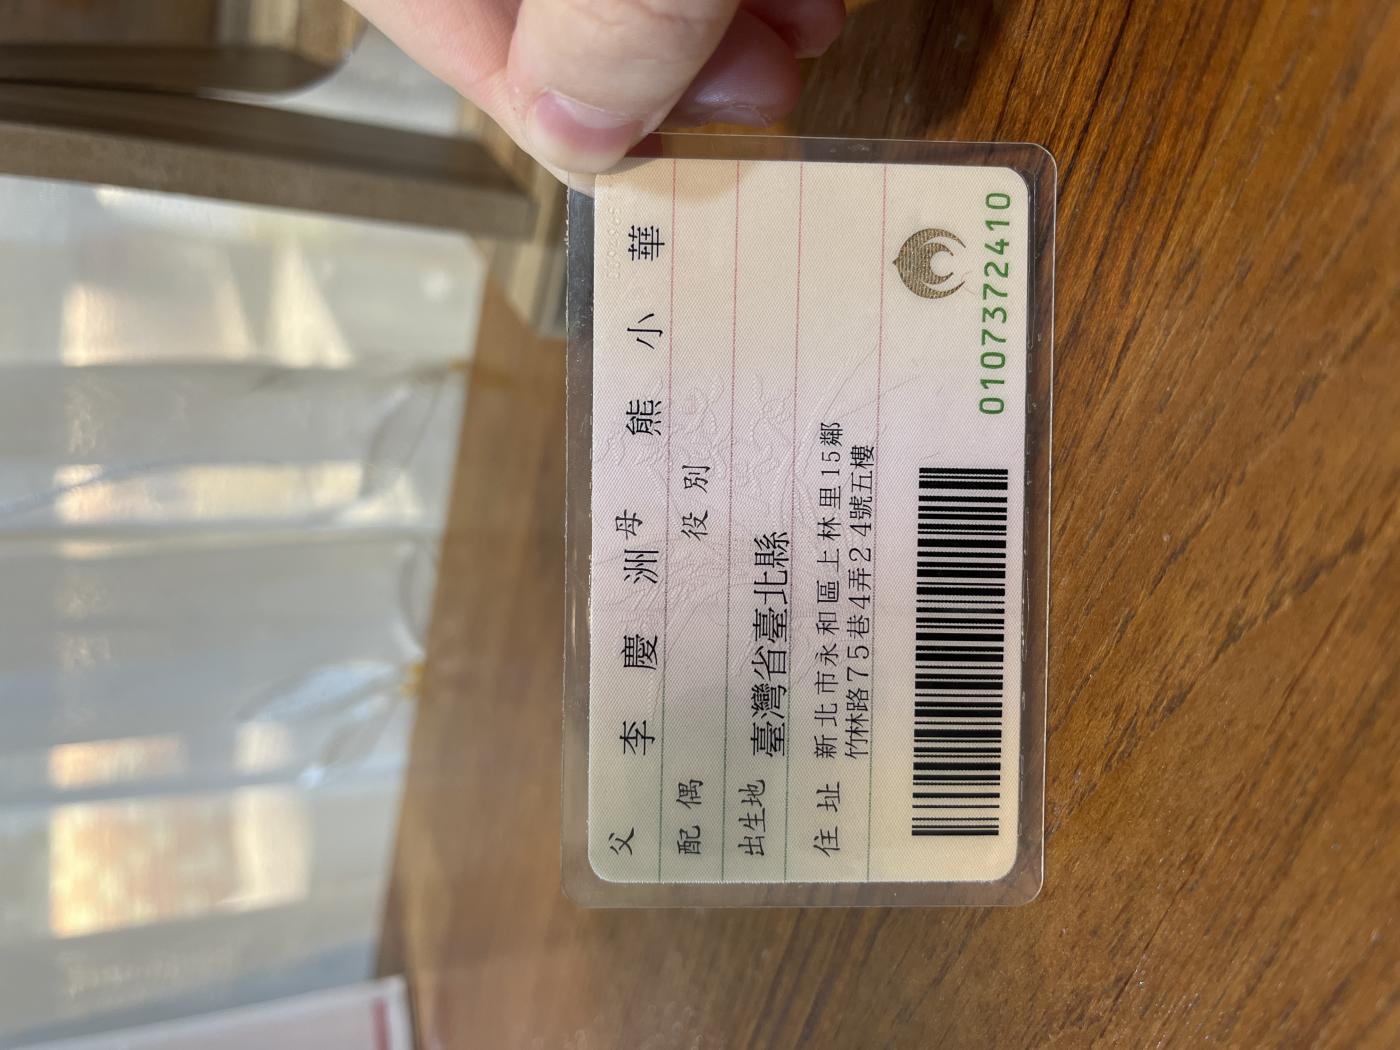 父 李慶洲 母 熊小華
配偶 役別
出生地 臺灣省臺北縣
住址 新北市永和區上林里15鄰
竹林路75巷4弄24號五樓
0107372410